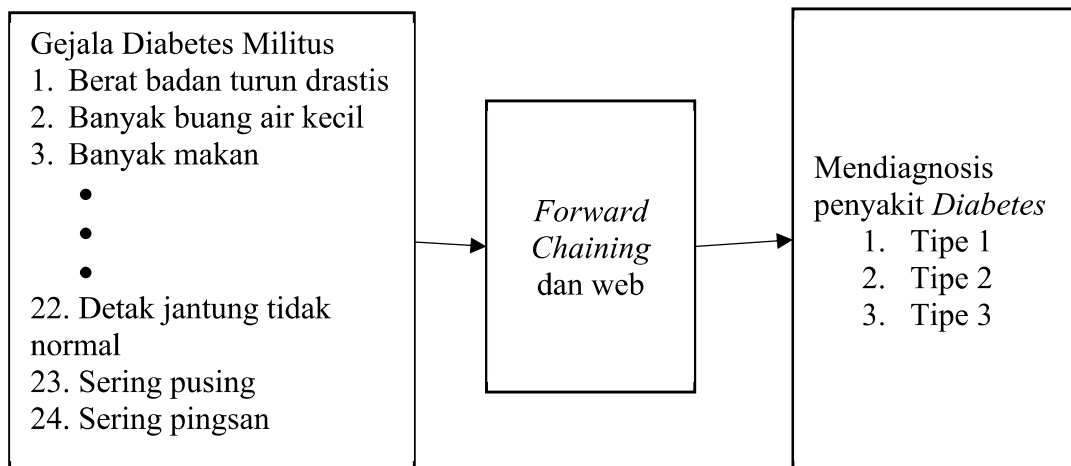 Gejala Diabetes Militus
1. Berat badan turun drastis
2. Banyak buang air kecil
3. Banyak makan
•
•
•
22. Detak jantung tidak
normal
23. Sering pusing
24. Sering pingsan
Forward
Chaining
dan web
Mendiagnosis
penyakit Diabetes
1. Tipe 1
2. Tipe 2
3. Tipe 3